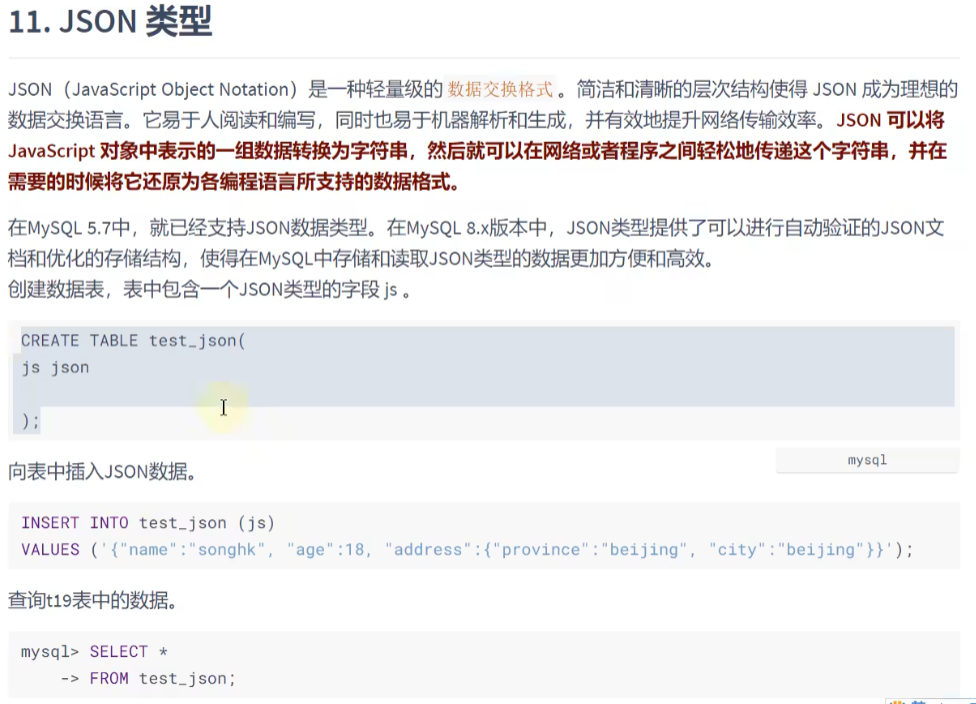 11. JSON 类型
JSON（JavaScript Object Notation）是一种轻量级的 数据交换格式 。简洁和清晰的层次结构使得 JSON 成为理想的
数据交换语言。它易于人阅读和编写，同时也易于机器解析和生成，并有效地提升网络传输效率。JSON 可以将
JavaScript 对象中表示的一组数据转换为字符串，然后就可以在网络或者程序之间轻松地传递这个字符串，并在
需要的时候将它还原为各编程语言所支持的数据格式。
在MySQL 5.7中，就已经支持JSON数据类型。在MySQL 8.x版本中，JSON类型提供了可以进行自动验证的JSON文
档和优化的存储结构，使得在MySQL中存储和读取JSON类型的数据更加方便和高效。
创建数据表，表中包含一个JSON类型的字段 js 。
CREATE TABLE test_json(
js json
);
mysql
向表中插入JSON数据。
INSERT INTO test_json (js)
VALUES ('{"name":"songhk", "age":18, "address":{"province":"beijing", "city":"beijing"}}');
查询t19表中的数据。
mysql> SELECT *
-> FROM test_json;